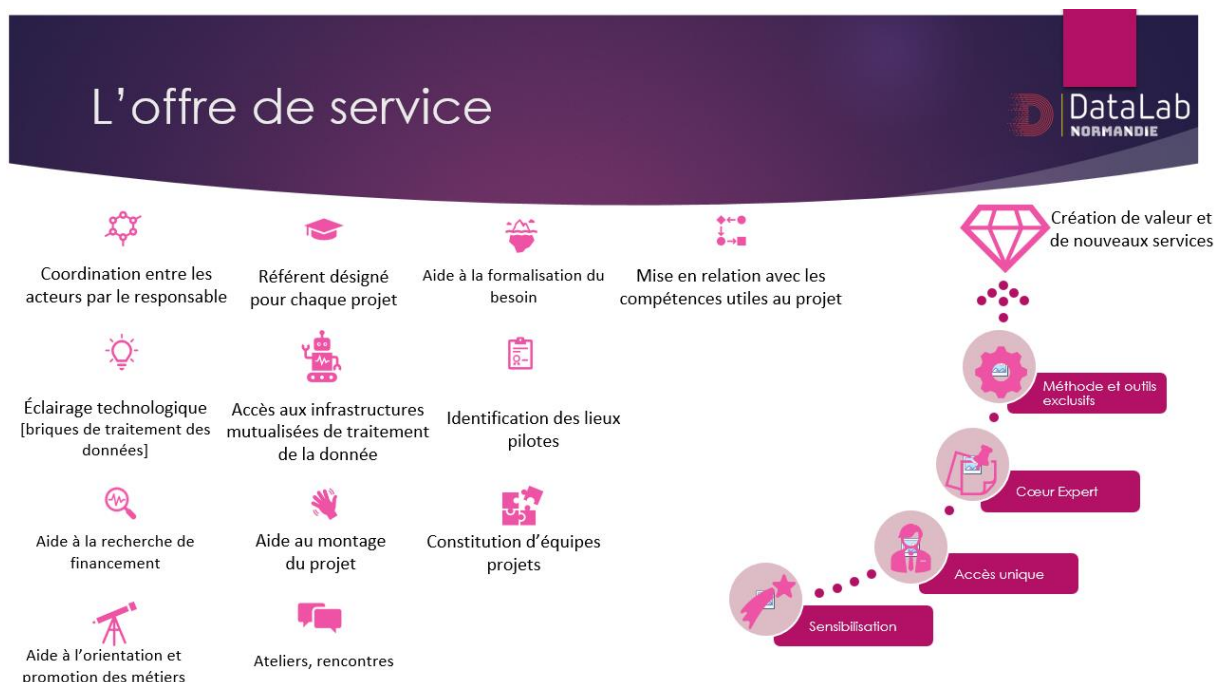 L'offre de service
DataLab
NORMANDIE
Coordination entre les
acteurs par le responsable
Référent désigné
pour chaque projet
Aide à la formalisation du
besoin
Mise en relation avec les
compétences utiles au projet
Éclairage technologique
[briques de traitement des
données]
Accès aux infrastructures
mutualisées de traitement
de la donnée
Identification des lieux
pilotes
Aide à la recherche de
financement
Aide au montage
du projet
Constitution d'équipes
projets
Aide à l'orientation et
promotion des métiers
Ateliers, rencontres
Création de valeur et
de nouveaux services
Méthode et outils
exclusifs
Cœur Expert
Accès unique
Sensibilisation